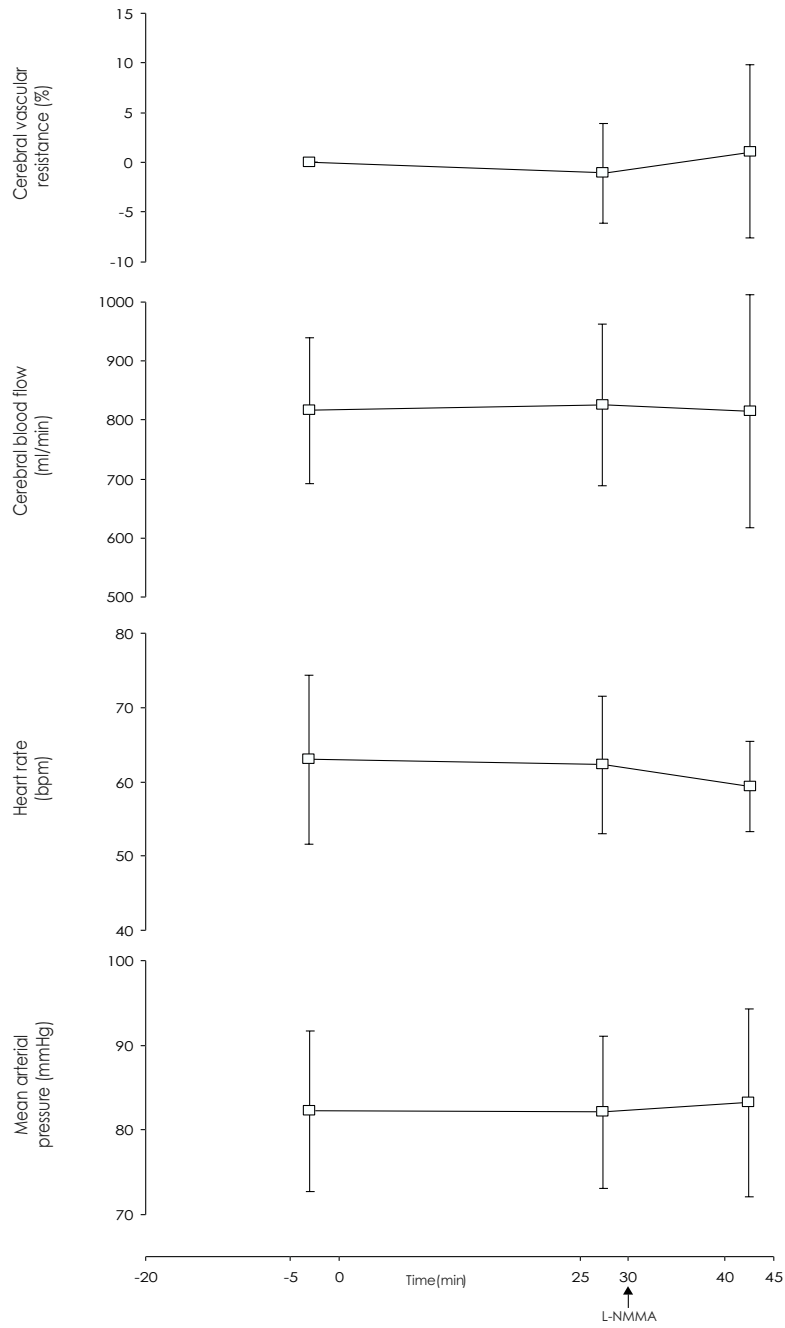 Cerebral vascular
resistance (%)
15
10
5
0
-5
-10
Cerebral blood flow
(ml/min)
1000
900
800
700
600
500
Heart rate
(bpm)
80
70
60
50
40
Mean arterial
pressure (mmHg)
100
90
80
70
-20 -5 0 Time(min) 25 30 40 45
L-NMMA